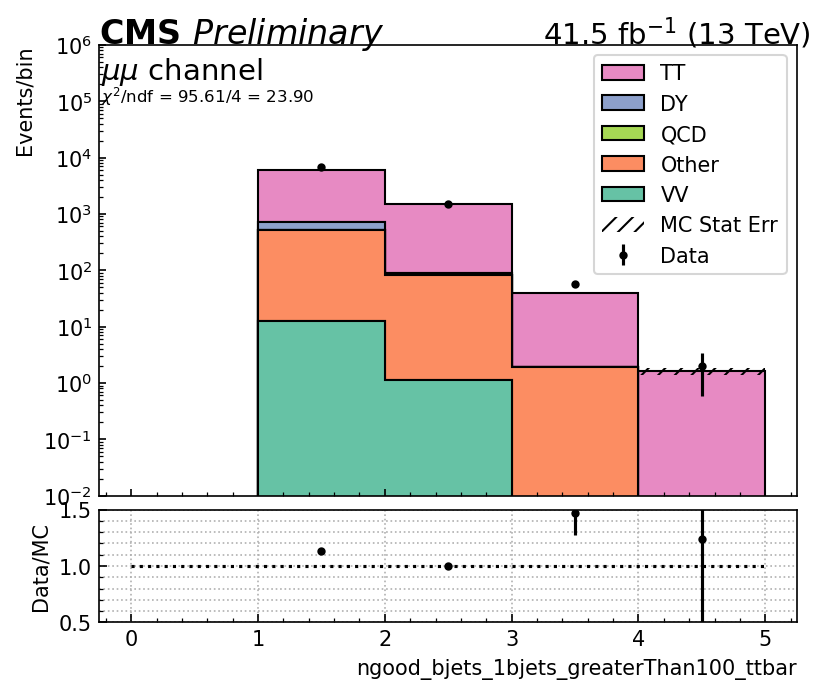 CMS Preliminary 41.5 fb⁻¹ (13 TeV)
μμ channel
χ²/ndf = 95.61/4 = 23.90
Events/bin
10⁶
10⁵
10⁴
10³
10²
10¹
10⁰
10⁻¹
10⁻²
TT
DY
QCD
Other
VV
MC Stat Err
Data
Data/MC
1.5
1.0
0.5
0 1 2 3 4 5
ngood_bjets_1bjets_greaterThan100_ttbar